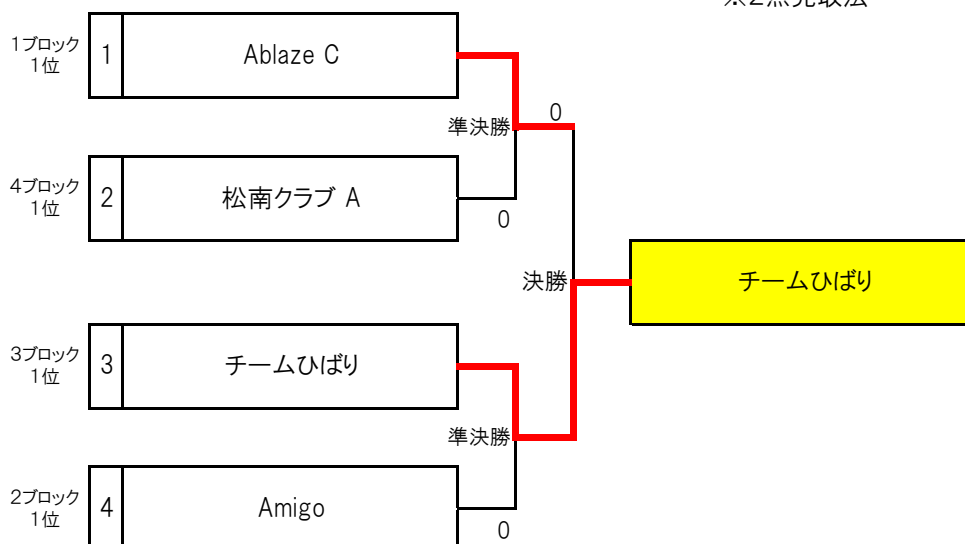 ※2点先取法
1ブロック
1位
1
Ablaze C
準決勝
0
4ブロック
1位
2
松南クラブ A
0
決勝
チームひばり
3ブロック
1位
3
チームひばり
準決勝
2ブロック
1位
4
Amigo
0